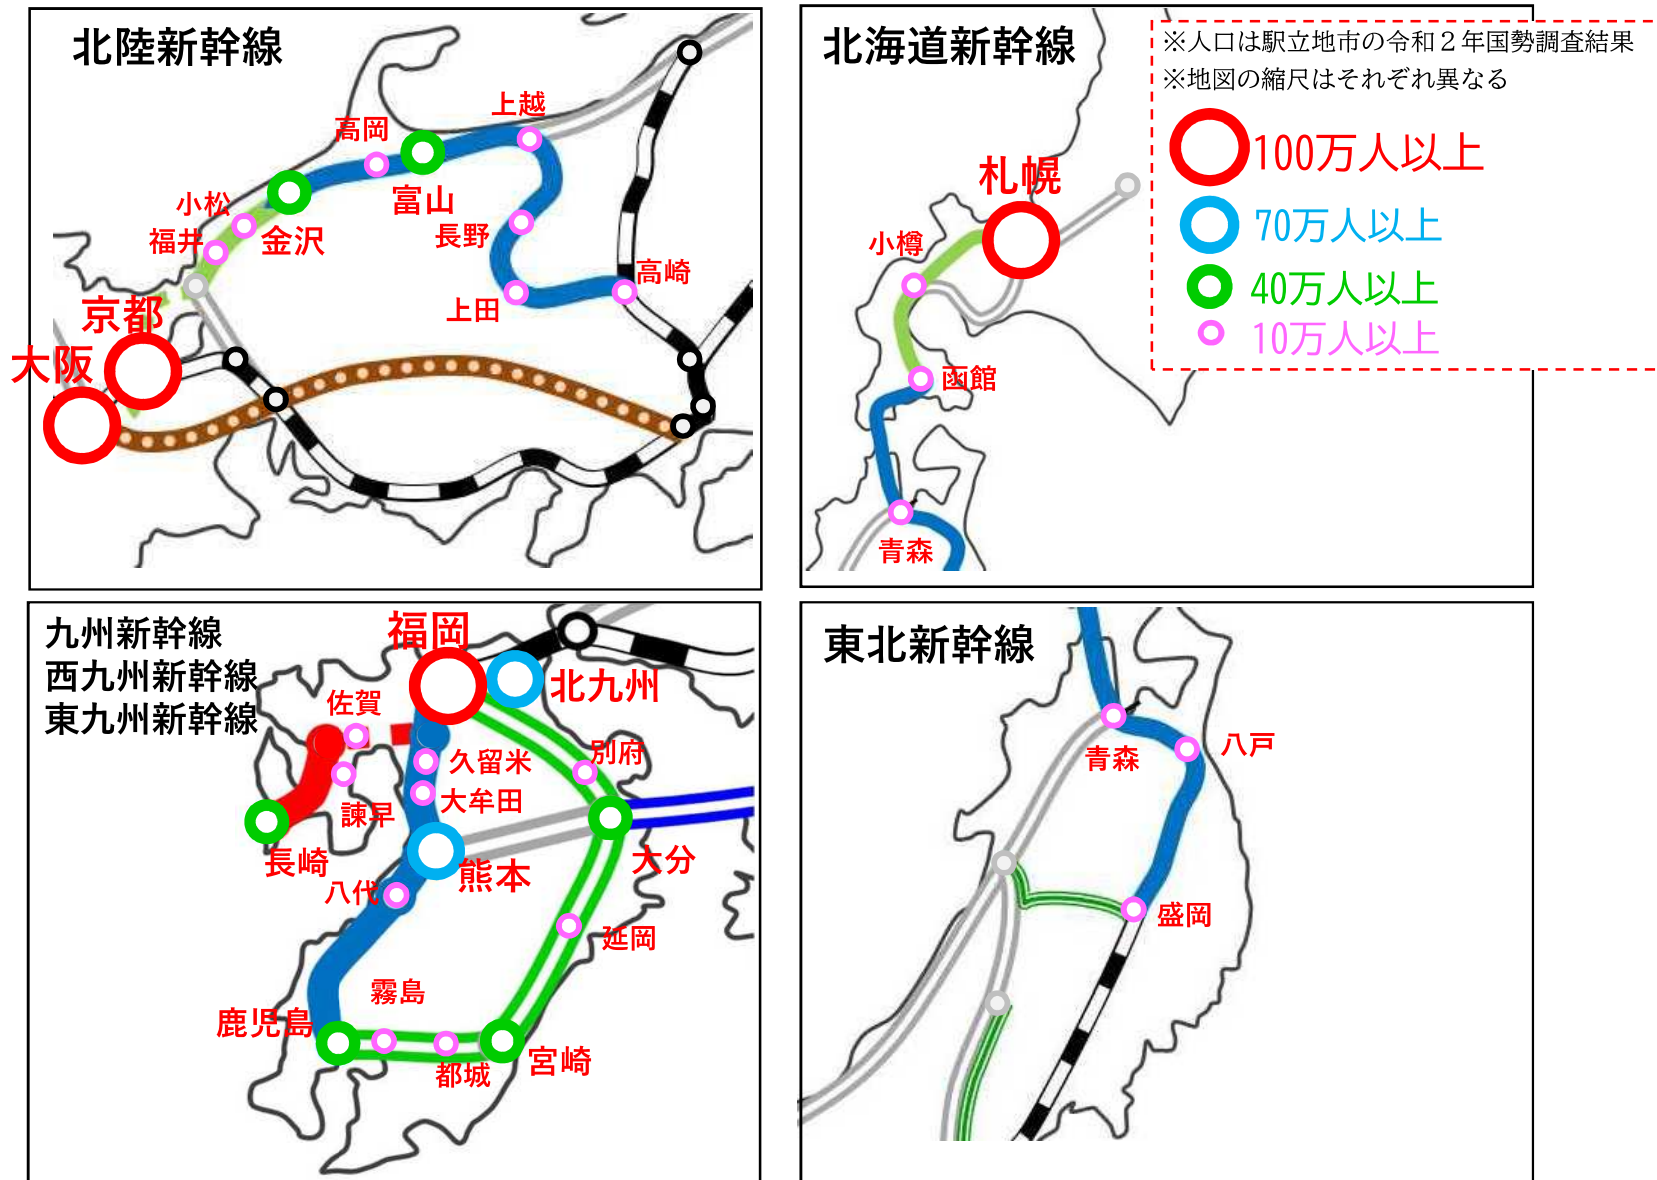 北陸新幹線
上越
高岡
富山
小松
金沢
福井
長野
高崎
上田
京都
大阪
北海道新幹線
※人口は駅立地市の令和２年国勢調査結果
※地図の縮尺はそれぞれ異なる
100万人以上
70万人以上
40万人以上
10万人以上
札幌
小樽
函館
青森
九州新幹線
西九州新幹線
東九州新幹線
福岡
北九州
佐賀
久留米
別府
大牟田
諫早
長崎
熊本
大分
八代
延岡
霧島
鹿児島
都城
宮崎
東北新幹線
青森
八戸
盛岡